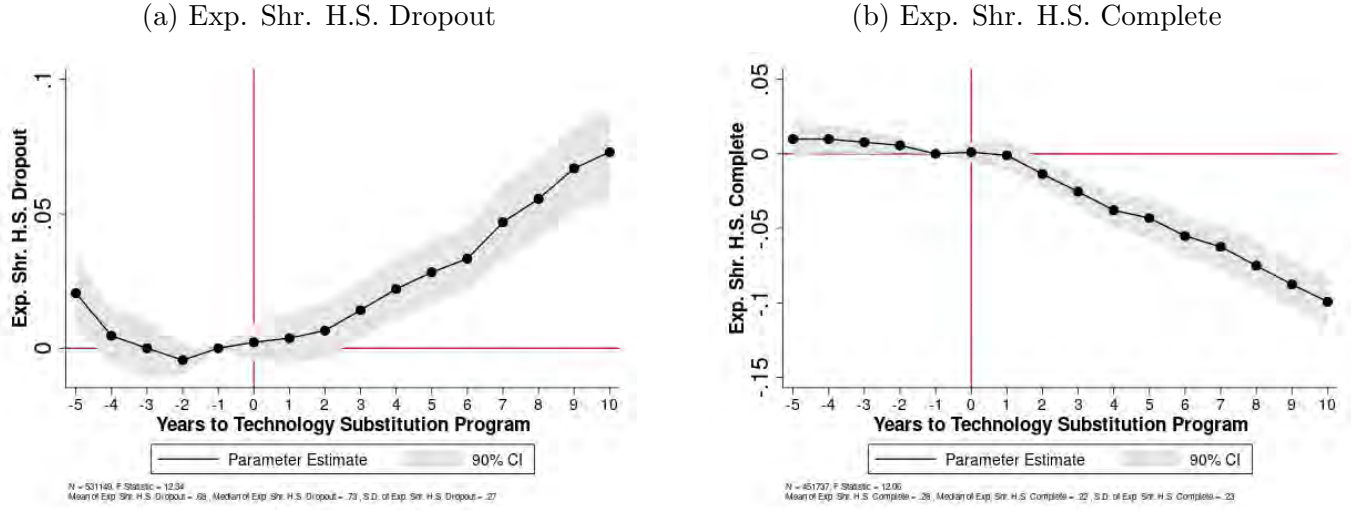 (a) Exp. Shr. H.S. Dropout
Exp. Shr. H.S. Dropout
.1
.05
0
-5 -4 -3 -2 -1 0 1 2 3 4 5 6 7 8 9 10
Years to Technology Substitution Program
Parameter Estimate 90% CI
N = 531149, F Statistic = 12.34
Mean of Exp. Shr. H.S. Dropout = .69, Median of Exp. Shr. H.S. Dropout = .73, S.D. of Exp. Shr. H.S. Dropout = .27
(b) Exp. Shr. H.S. Complete
Exp. Shr. H.S. Complete
.05
0
-.05
-.1
-.15
-5 -4 -3 -2 -1 0 1 2 3 4 5 6 7 8 9 10
Years to Technology Substitution Program
Parameter Estimate 90% CI
N = 451737, F Statistic = 12.06
Mean of Exp. Shr. H.S. Complete = .28, Median of Exp. Shr. H.S. Complete = .22, S.D. of Exp. Shr. H.S. Complete = .23